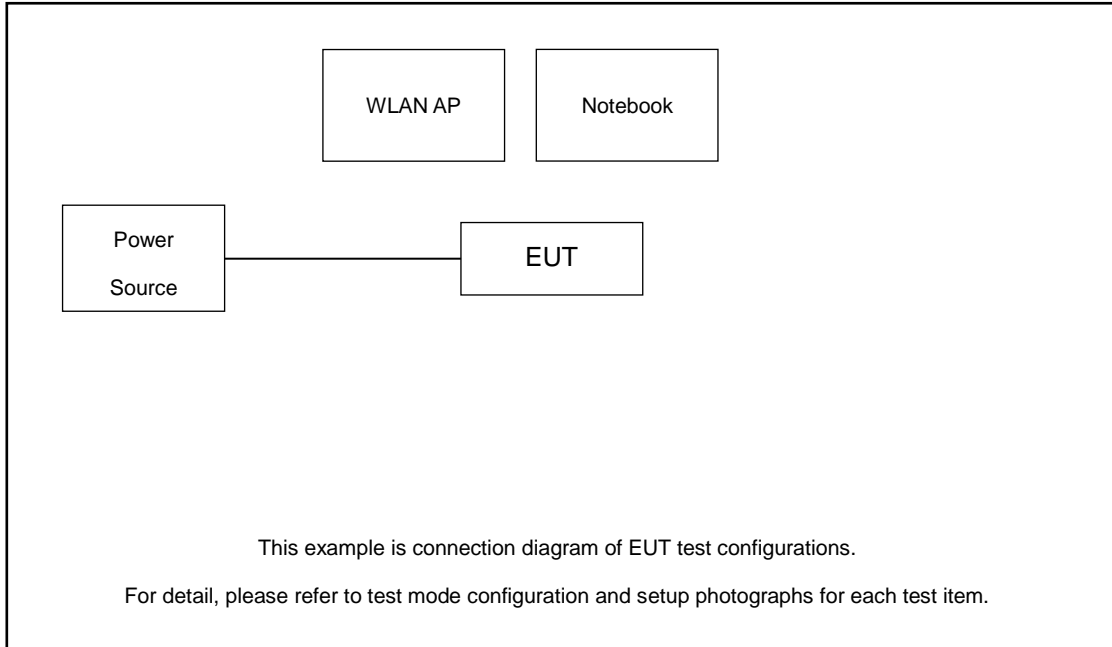 WLAN AP
Notebook
Power
Source
EUT
This example is connection diagram of EUT test configurations.
For detail, please refer to test mode configuration and setup photographs for each test item.